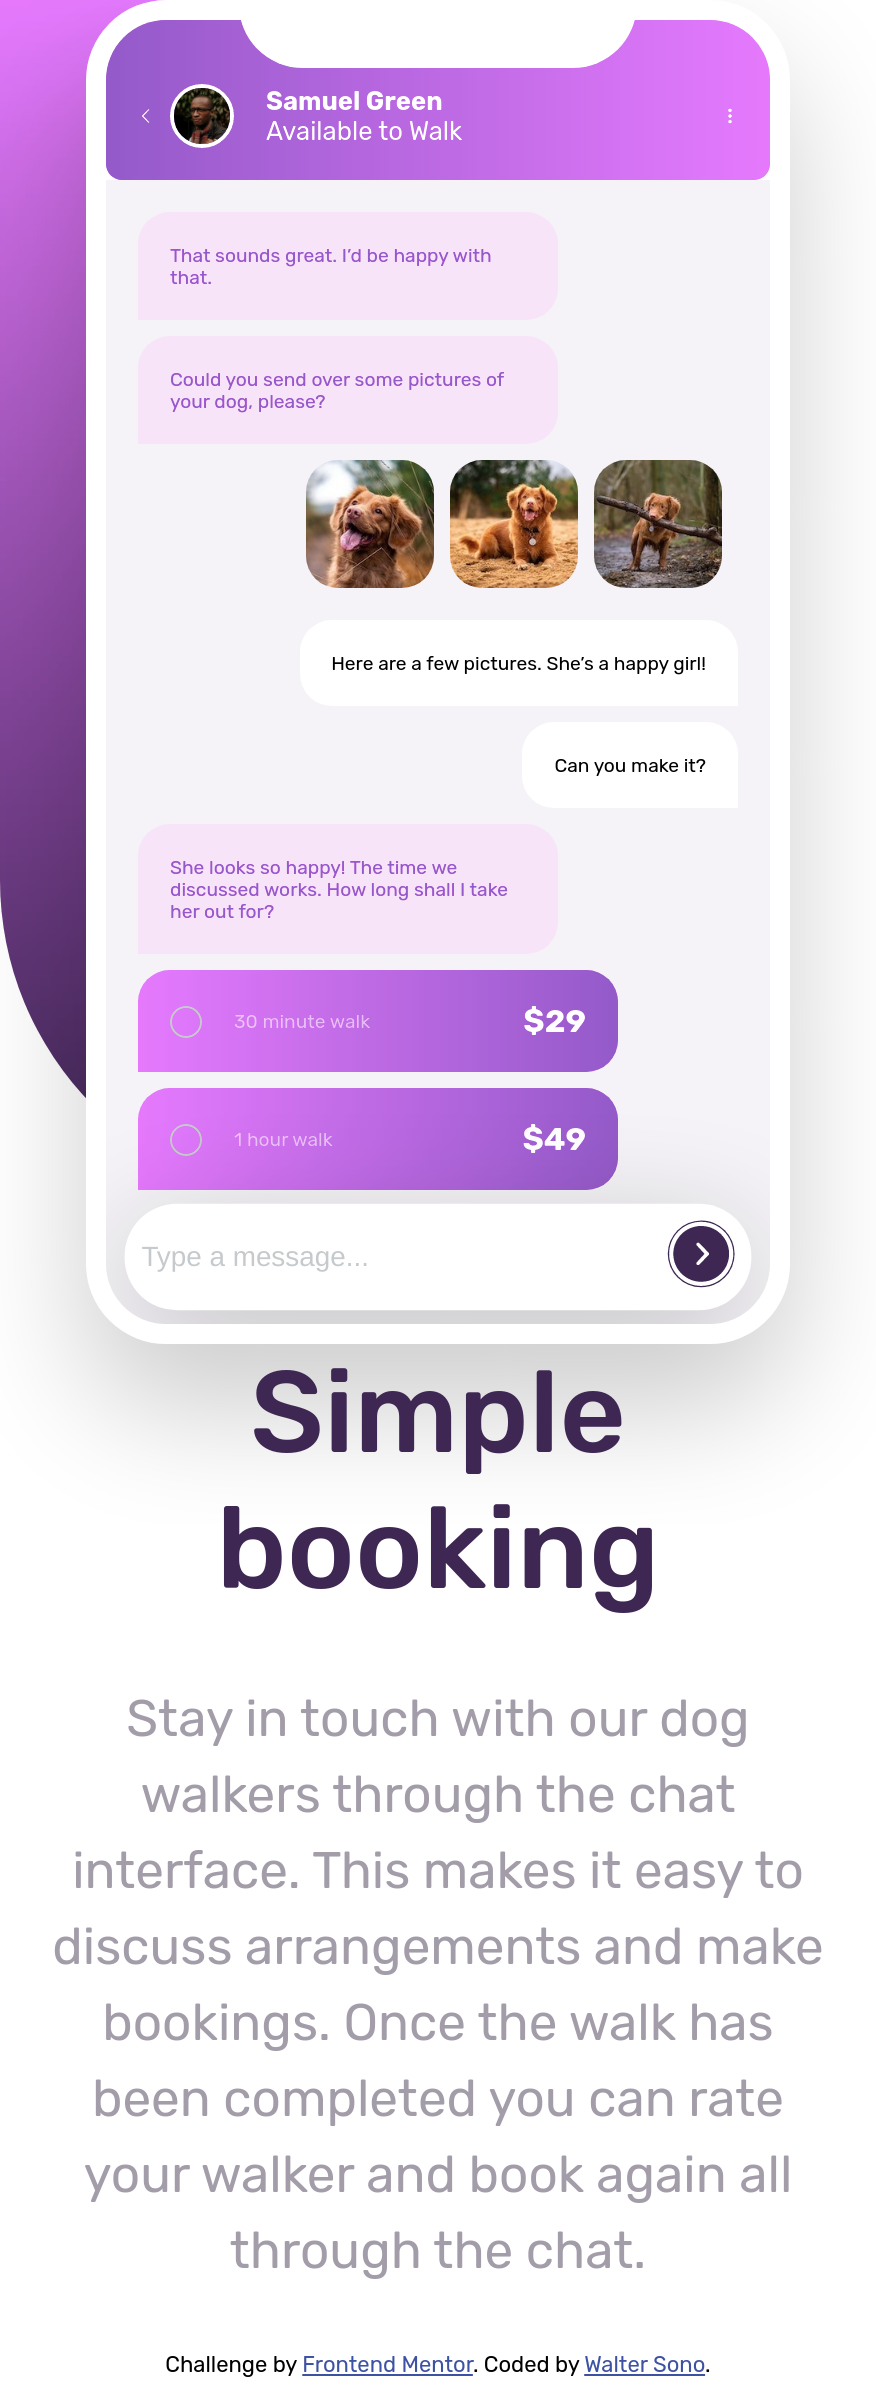 Samuel Green
Available to Walk
That sounds great. I’d be happy with
that.
Could you send over some pictures of
your dog, please?
Here are a few pictures. She’s a happy girl!
Can you make it?
She looks so happy! The time we
discussed works. How long shall I take
her out for?
30 minute walk $29
1 hour walk $49
Type a message...
Simple
booking
Stay in touch with our dog
walkers through the chat
interface. This makes it easy to
discuss arrangements and make
bookings. Once the walk has
been completed you can rate
your walker and book again all
through the chat.
Challenge by Frontend Mentor. Coded by Walter Sono.